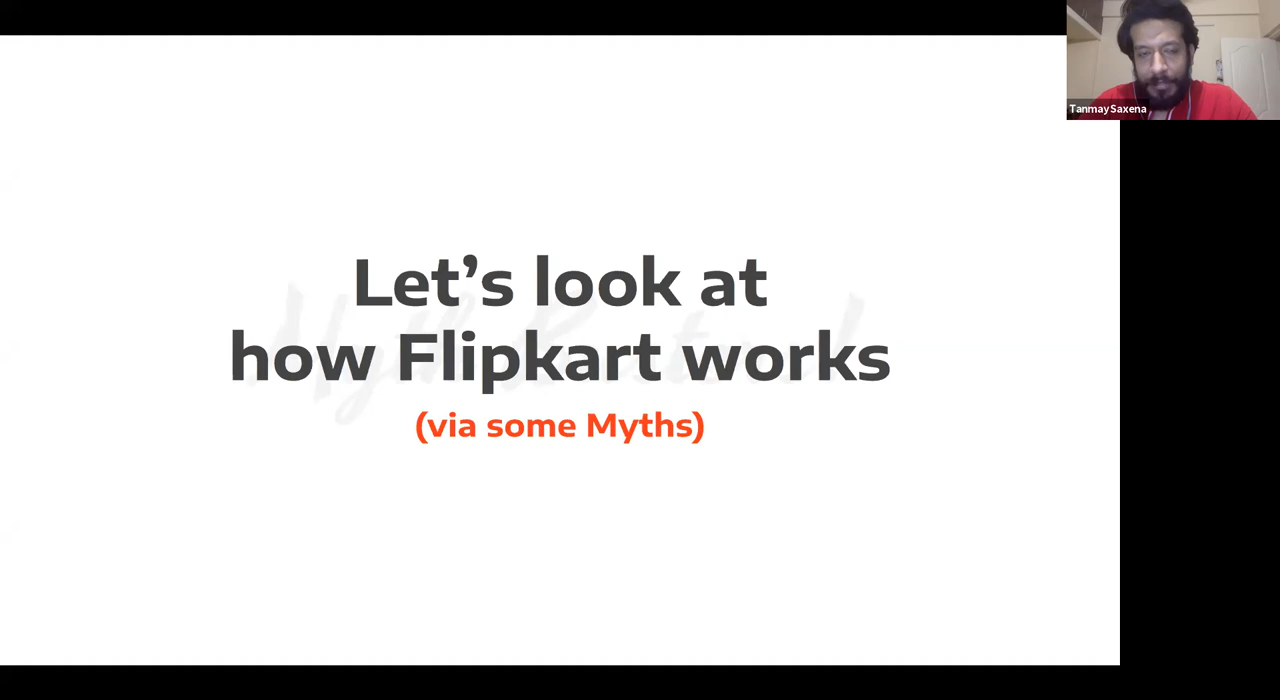 Tanmay Saxena
Let’s look at
how Flipkart works
(via some Myths)